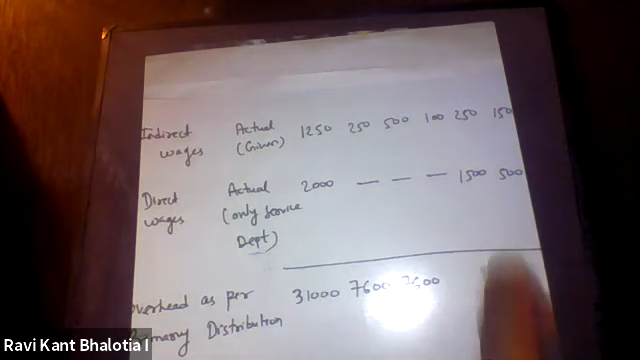 Indirect Actual 1250 250 500 100 250 150
wages (Given)
Direct Actual 2000 — — — 1500 500
wages (only service
Dept)
overhead as per 31000 7600
Primary Distribution
Ravi Kant Bhalotia I